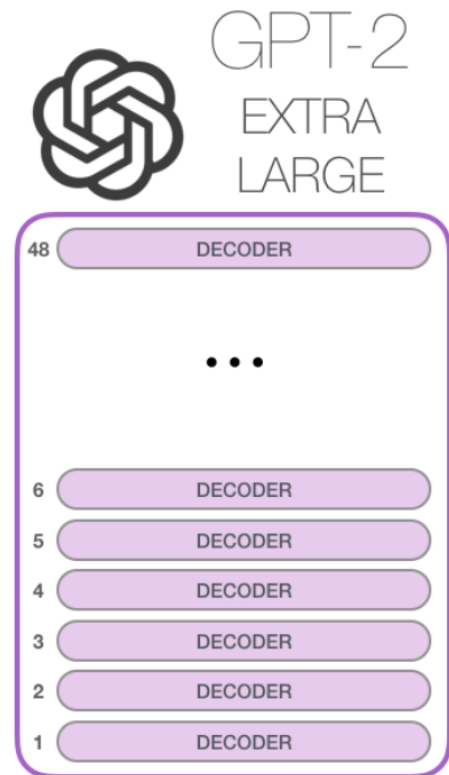 GPT-2
EXTRA
LARGE
48 DECODER
...
6 DECODER
5 DECODER
4 DECODER
3 DECODER
2 DECODER
1 DECODER